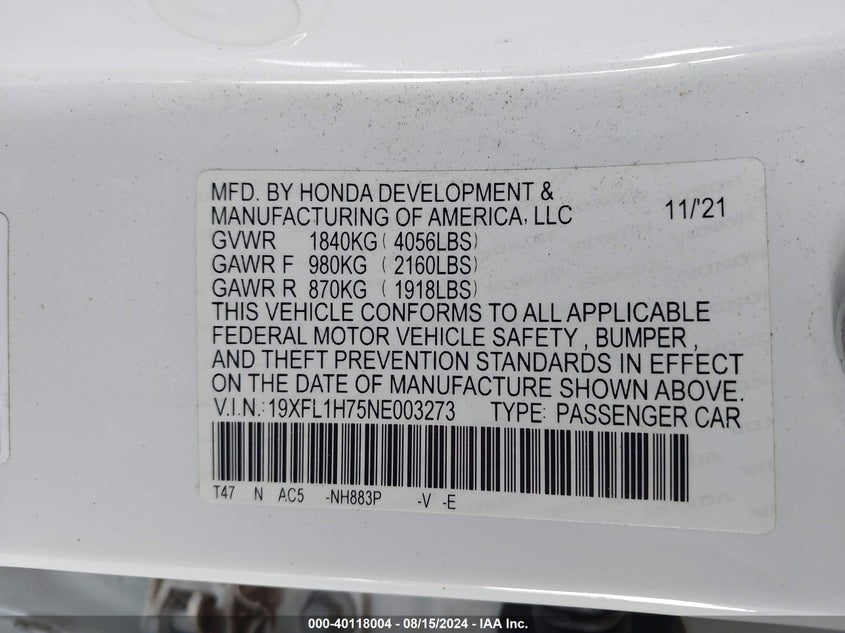 MFD. BY HONDA DEVELOPMENT &
MANUFACTURING OF AMERICA, LLC 11/'21
GVWR 1840KG ( 4056LBS)
GAWR F 980KG ( 2160LBS)
GAWR R 870KG ( 1918LBS)
THIS VEHICLE CONFORMS TO ALL APPLICABLE
FEDERAL MOTOR VEHICLE SAFETY , BUMPER ,
AND THEFT PREVENTION STANDARDS IN EFFECT
ON THE DATE OF MANUFACTURE SHOWN ABOVE.
V.I.N.: 19XFL1H75NE003273 TYPE: PASSENGER CAR
T47 N AC5 -NH883P -V -E
000-40118004 - 08/15/2024 - IAA Inc.